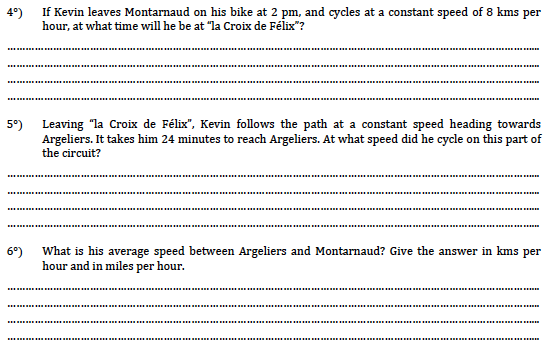 4°) If Kevin leaves Montarnaud on his bike at 2 pm, and cycles at a constant speed of 8 kms per
hour, at what time will he be at “la Croix de Félix”?
5°) Leaving “la Croix de Félix”, Kevin follows the path at a constant speed heading towards
Argeliers. It takes him 24 minutes to reach Argeliers. At what speed did he cycle on this part of
the circuit?
6°) What is his average speed between Argeliers and Montarnaud? Give the answer in kms per
hour and in miles per hour.